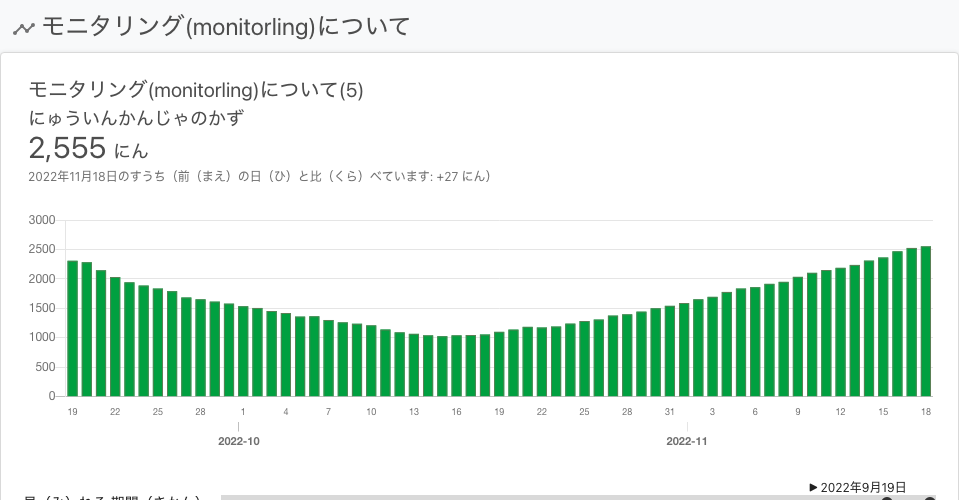 モニタリング(monitorling)について
モニタリング(monitorling)について(5)
にゅういんかんじゃのかず
2,555 にん
2022年11月18日のすうち（前（まえ）の日（ひ）と比（くら）べています: +27 にん）
3000
2500
2000
1500
1000
500
0
19 22 25 28 1 4 7 10 13 16 19 22 25 28 31 3 6 9 12 15 18
2022-10 2022-11
▶ 2022年9月19日